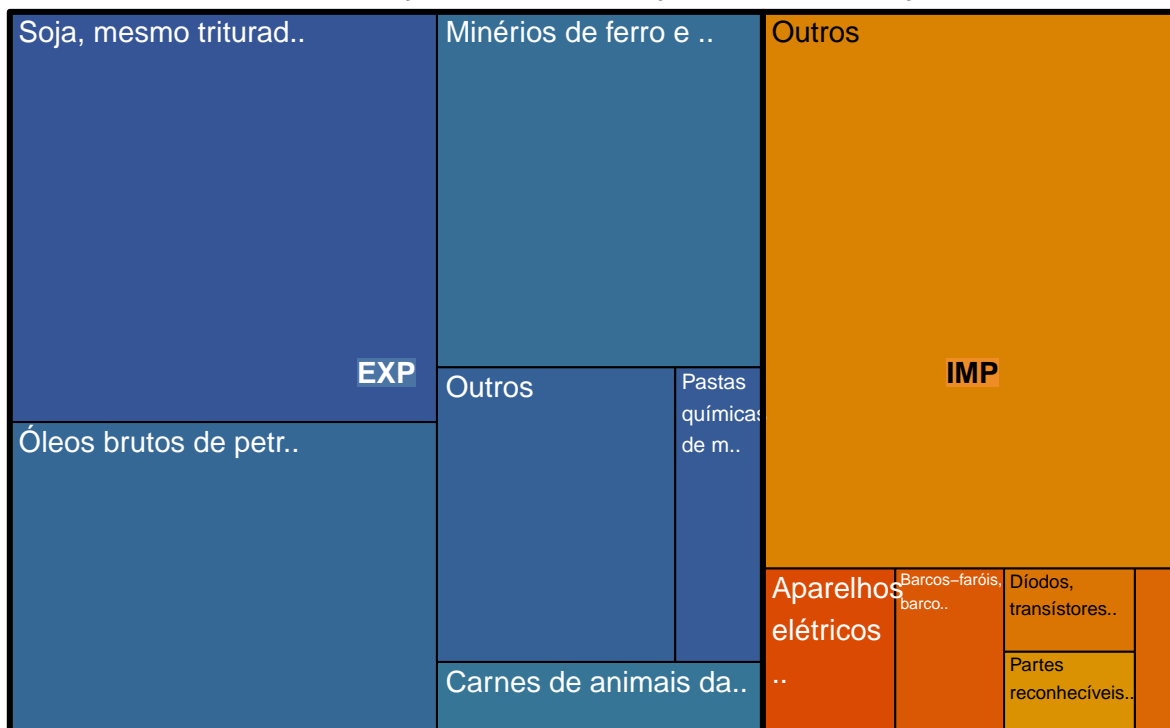 Soja, mesmo triturad..
Minérios de ferro e ..
Outros
EXP
IMP
Outros
Pastas
químicas
de m..
Óleos brutos de petr..
Aparelhos
elétricos
..
Barcos−faróis,
barco..
Díodos,
transístores..
Partes
reconhecíveis..
Carnes de animais da..